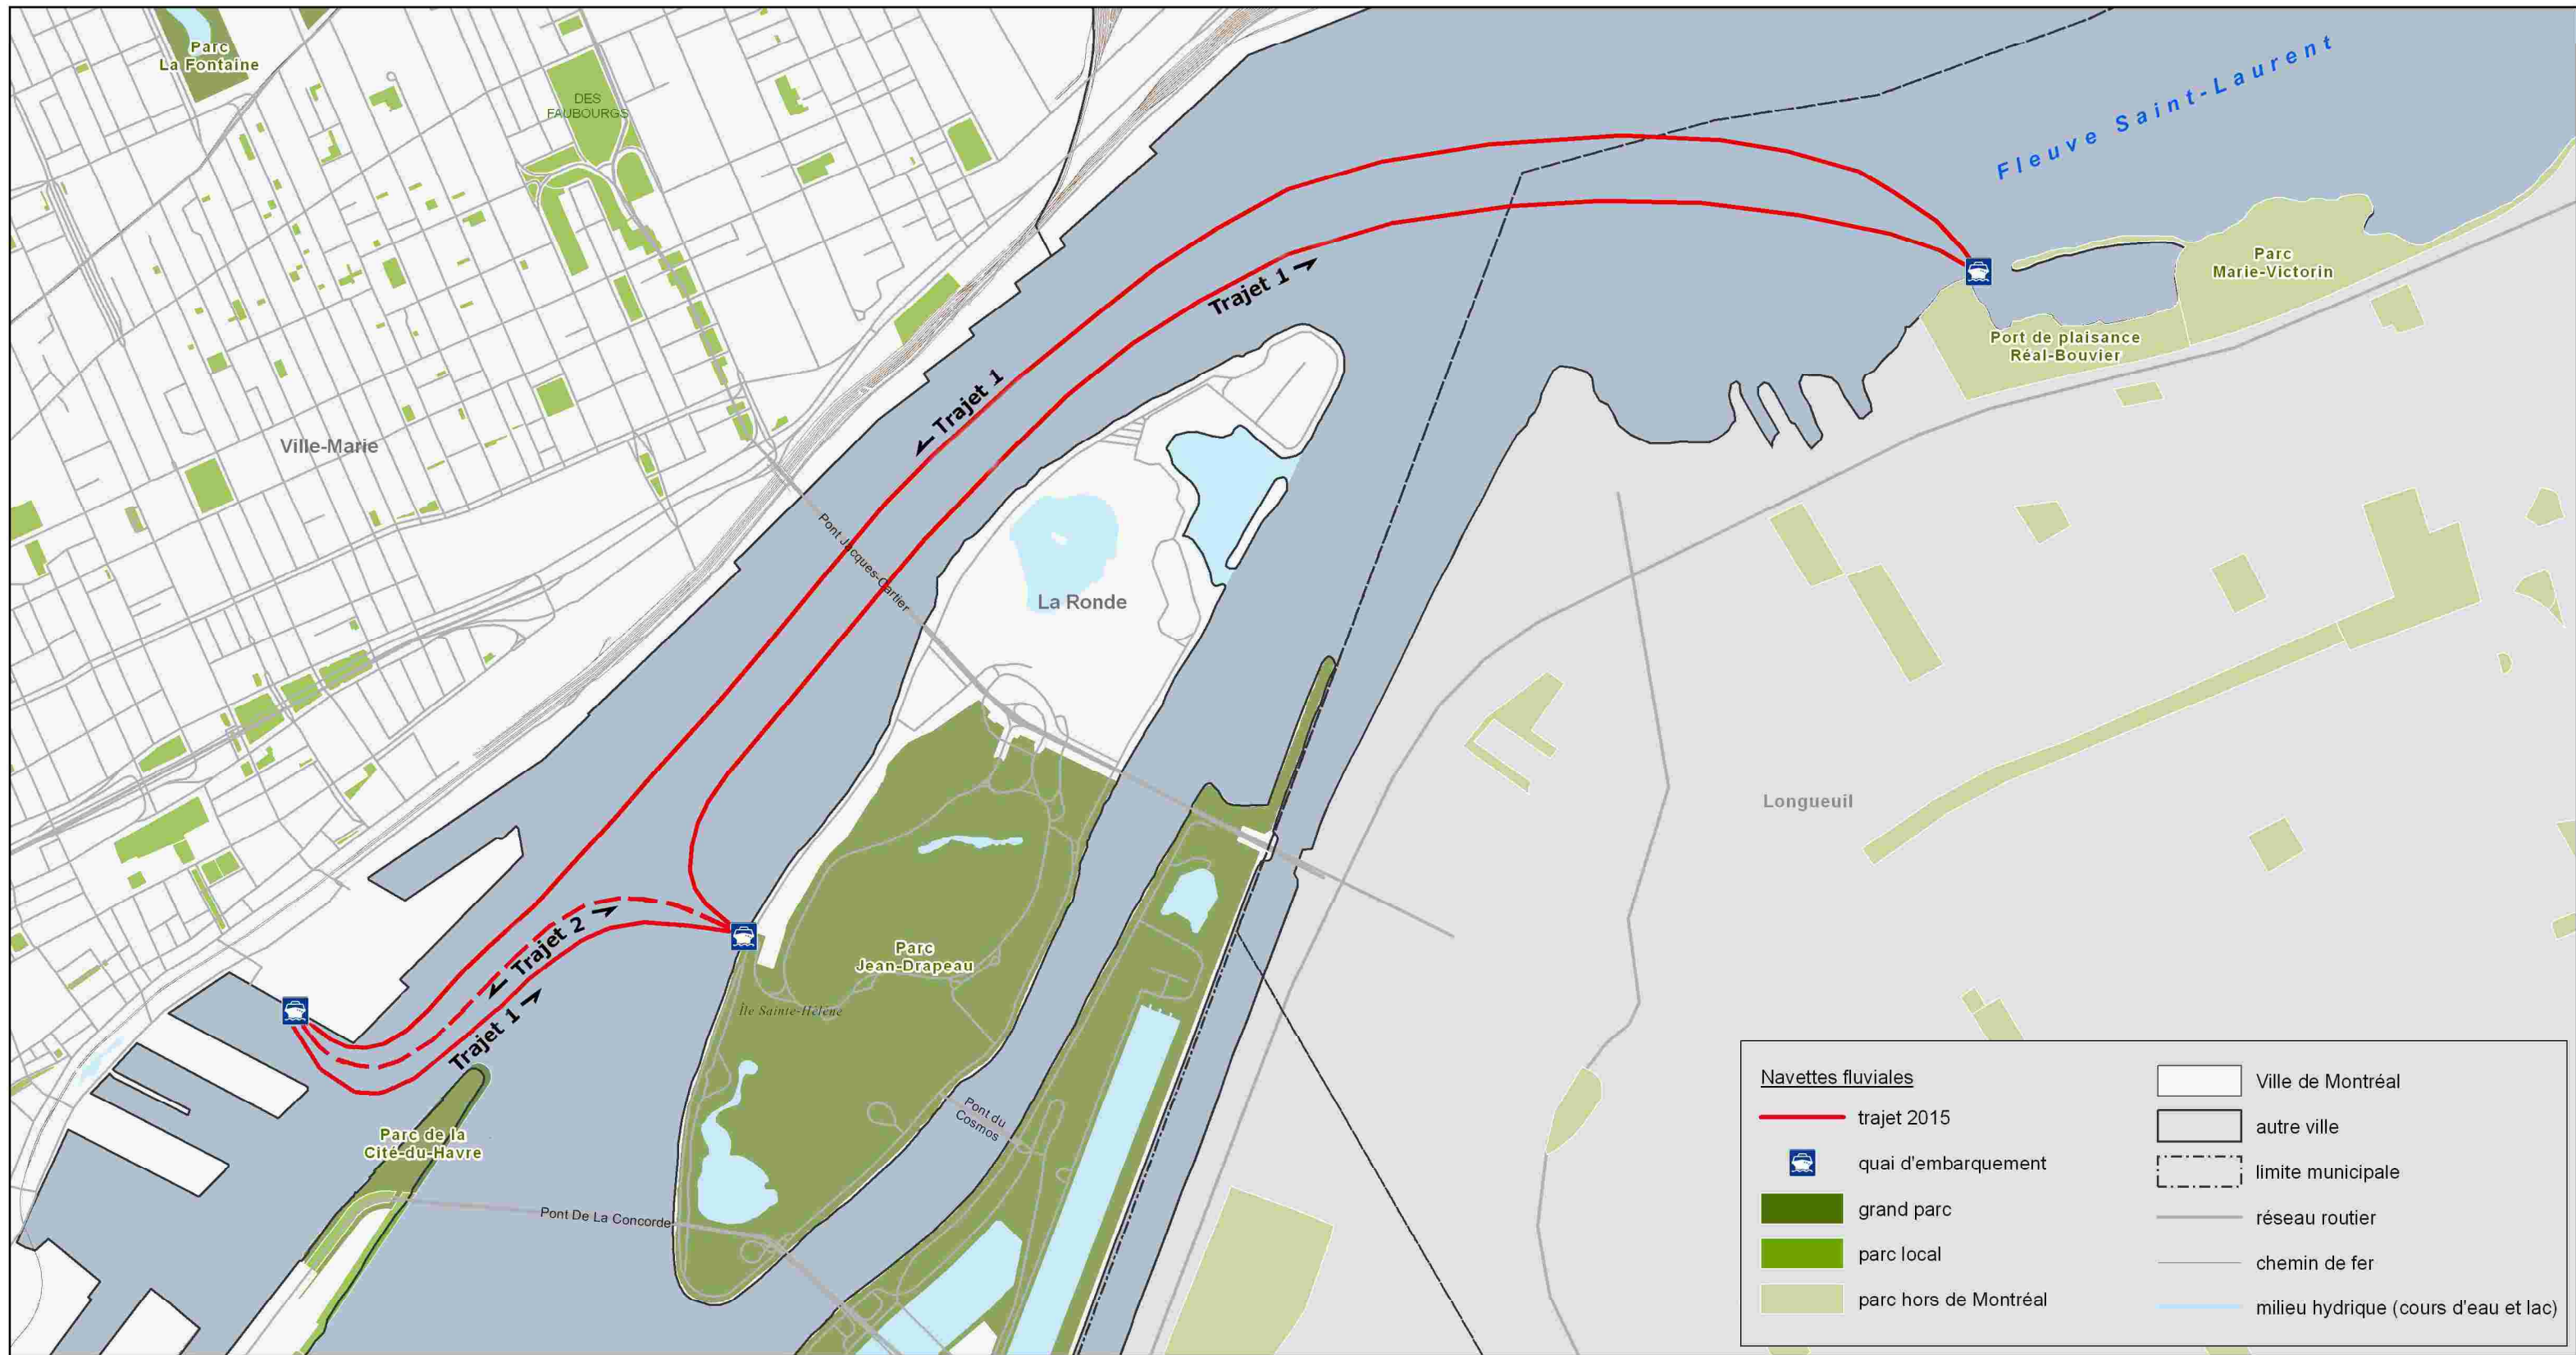 Parc
La Fontaine
DES
FAUBOURGS
Fleuve Saint-Laurent
Parc
Marie-Victorin
Port de plaisance
Réal-Bouvier
Trajet 1
Trajet 1
Ville-Marie
Pont Jacques-Cartier
La Ronde
Longueuil
Trajet 2
Trajet 1
Parc
Jean-Drapeau
Île Sainte-Hélène
Pont du
Cosmos
Parc de la
Cité-du-Havre
Pont De La Concorde
Navettes fluviales
trajet 2015
quai d'embarquement
grand parc
parc local
parc hors de Montréal
Ville de Montréal
autre ville
limite municipale
réseau routier
chemin de fer
milieu hydrique (cours d'eau et lac)